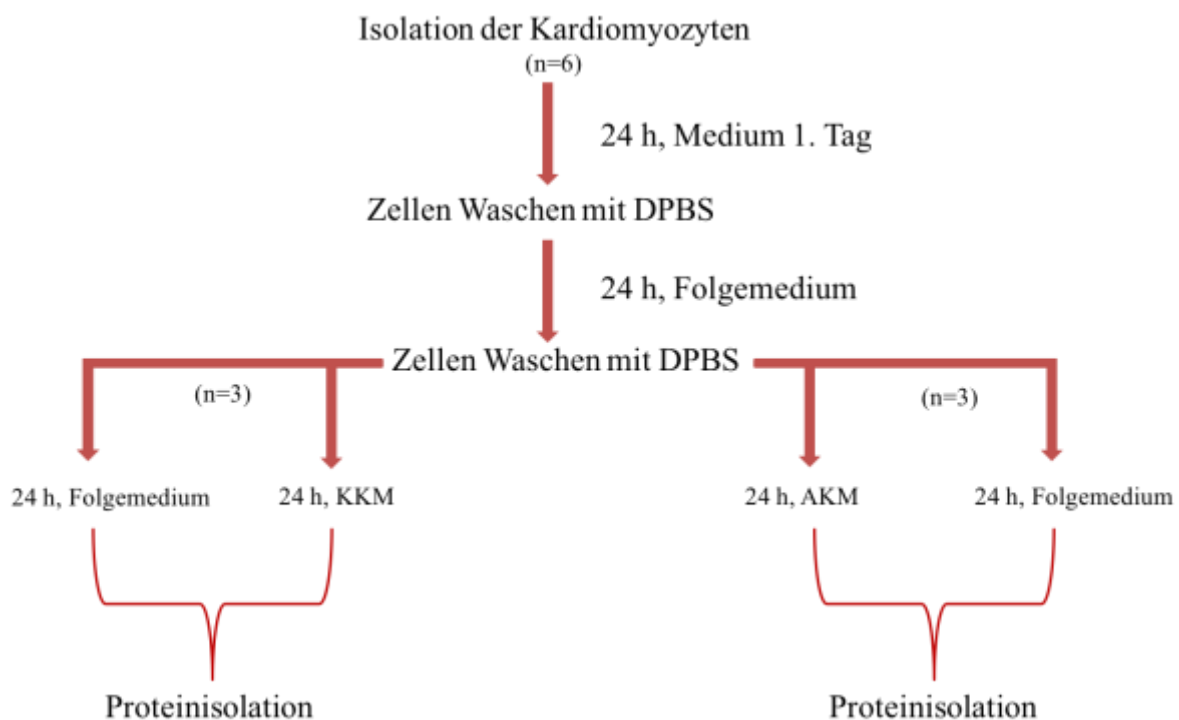 Isolation der Kardiomyozyten
(n=6)
24 h, Medium 1. Tag
Zellen Waschen mit DPBS
24 h, Folgemedium
Zellen Waschen mit DPBS
(n=3)
(n=3)
24 h, Folgemedium
24 h, KKM
24 h, AKM
24 h, Folgemedium
Proteinisolation
Proteinisolation